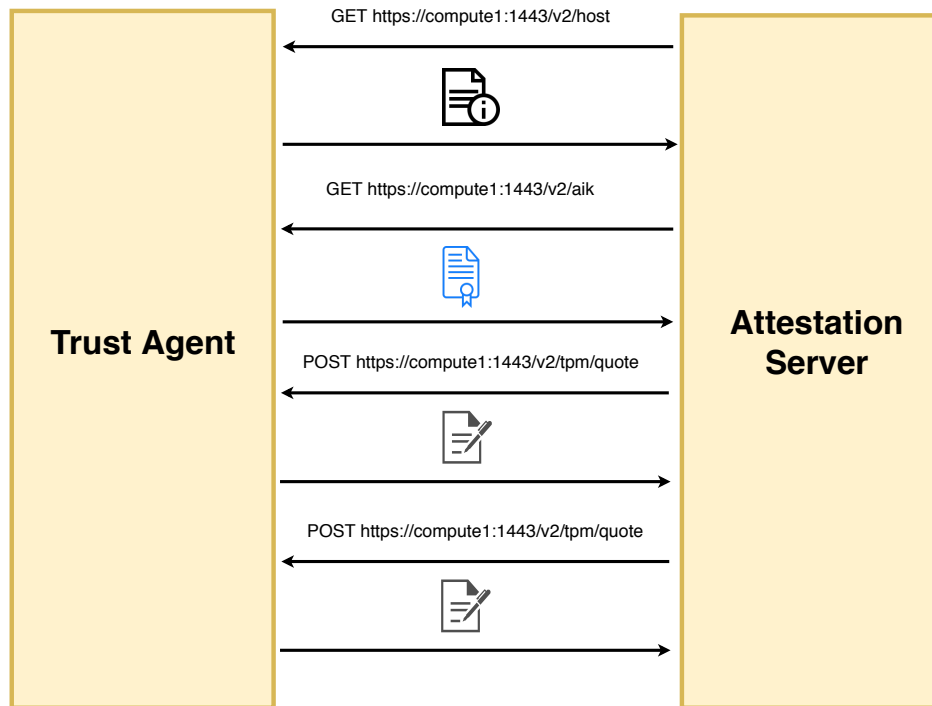 GET https://compute1:1443/v2/host
GET https://compute1:1443/v2/aik
Trust Agent
Attestation
Server
POST https://compute1:1443/v2/tpm/quote
POST https://compute1:1443/v2/tpm/quote